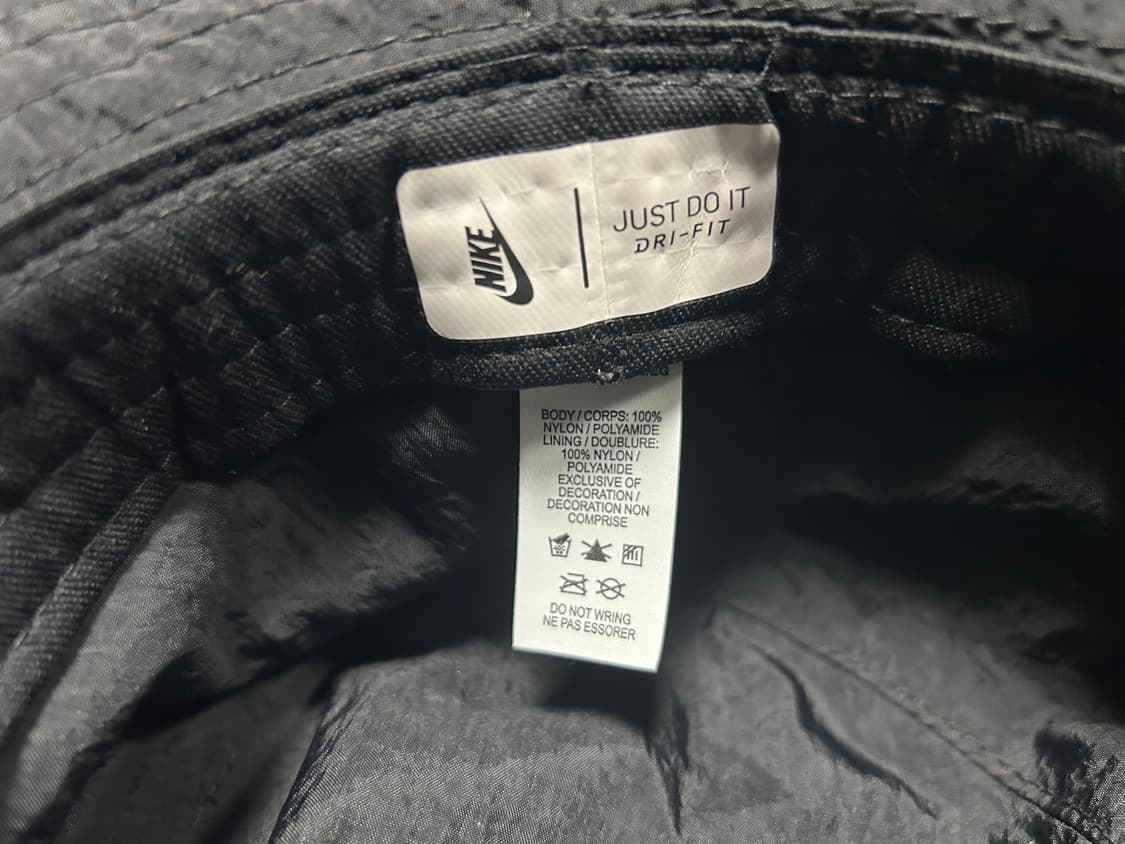 NIKE
JUST DO IT
DRI-FIT
BODY / CORPS: 100%
NYLON / POLYAMIDE
LINING / DOUBLURE:
100% NYLON /
POLYAMIDE
EXCLUSIVE OF
DECORATION /
DECORATION NON
COMPRISE
DO NOT WRING
NE PAS ESSORER